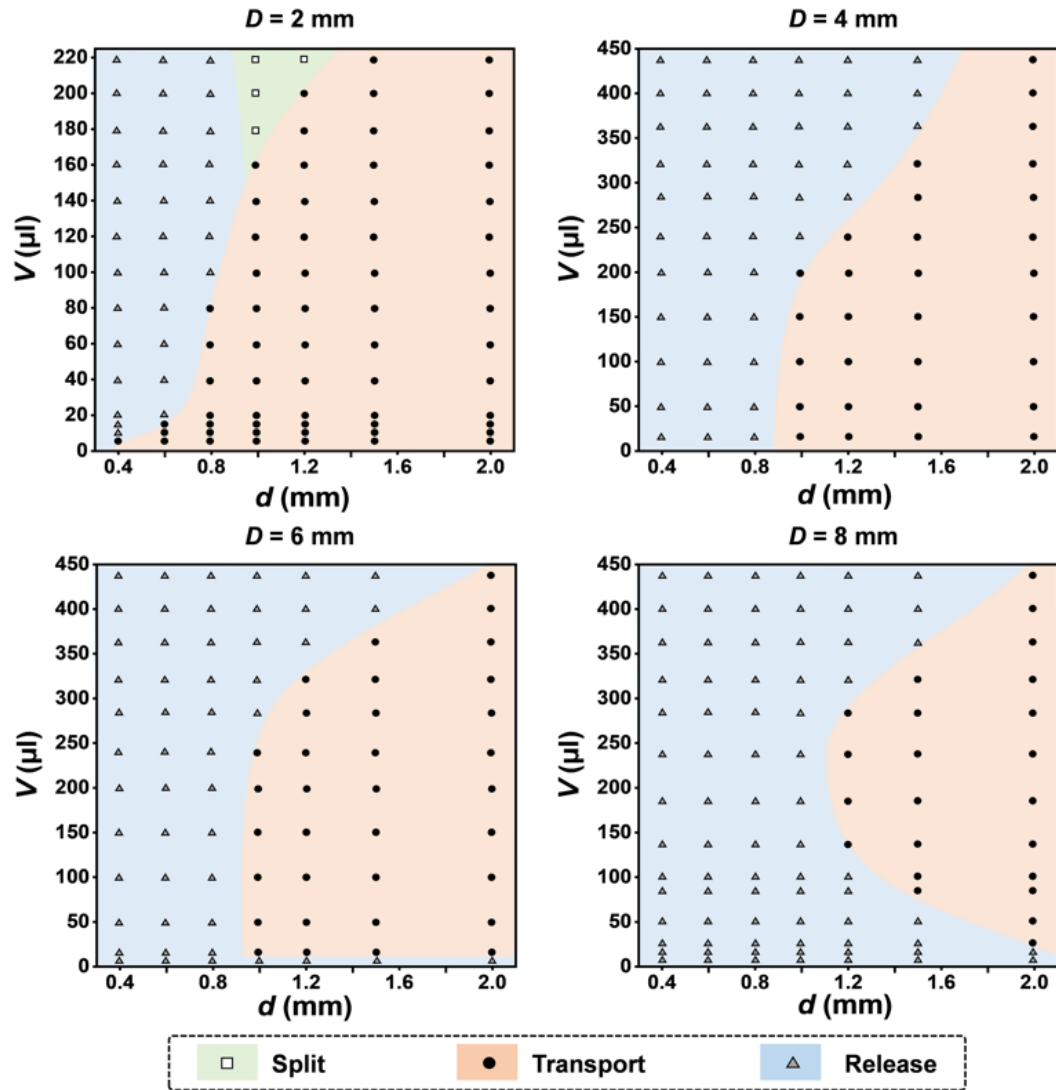 D = 2 mm
D = 4 mm
V (μl)
220
200
180
160
140
120
100
80
60
40
20
0
0.4 0.8 1.2 1.6 2.0
d (mm)
V (μl)
450
400
350
300
250
200
150
100
50
0
0.4 0.8 1.2 1.6 2.0
d (mm)
D = 6 mm
D = 8 mm
V (μl)
450
400
350
300
250
200
150
100
50
0
0.4 0.8 1.2 1.6 2.0
d (mm)
V (μl)
450
400
350
300
250
200
150
100
50
0
0.4 0.8 1.2 1.6 2.0
d (mm)
Split Transport Release